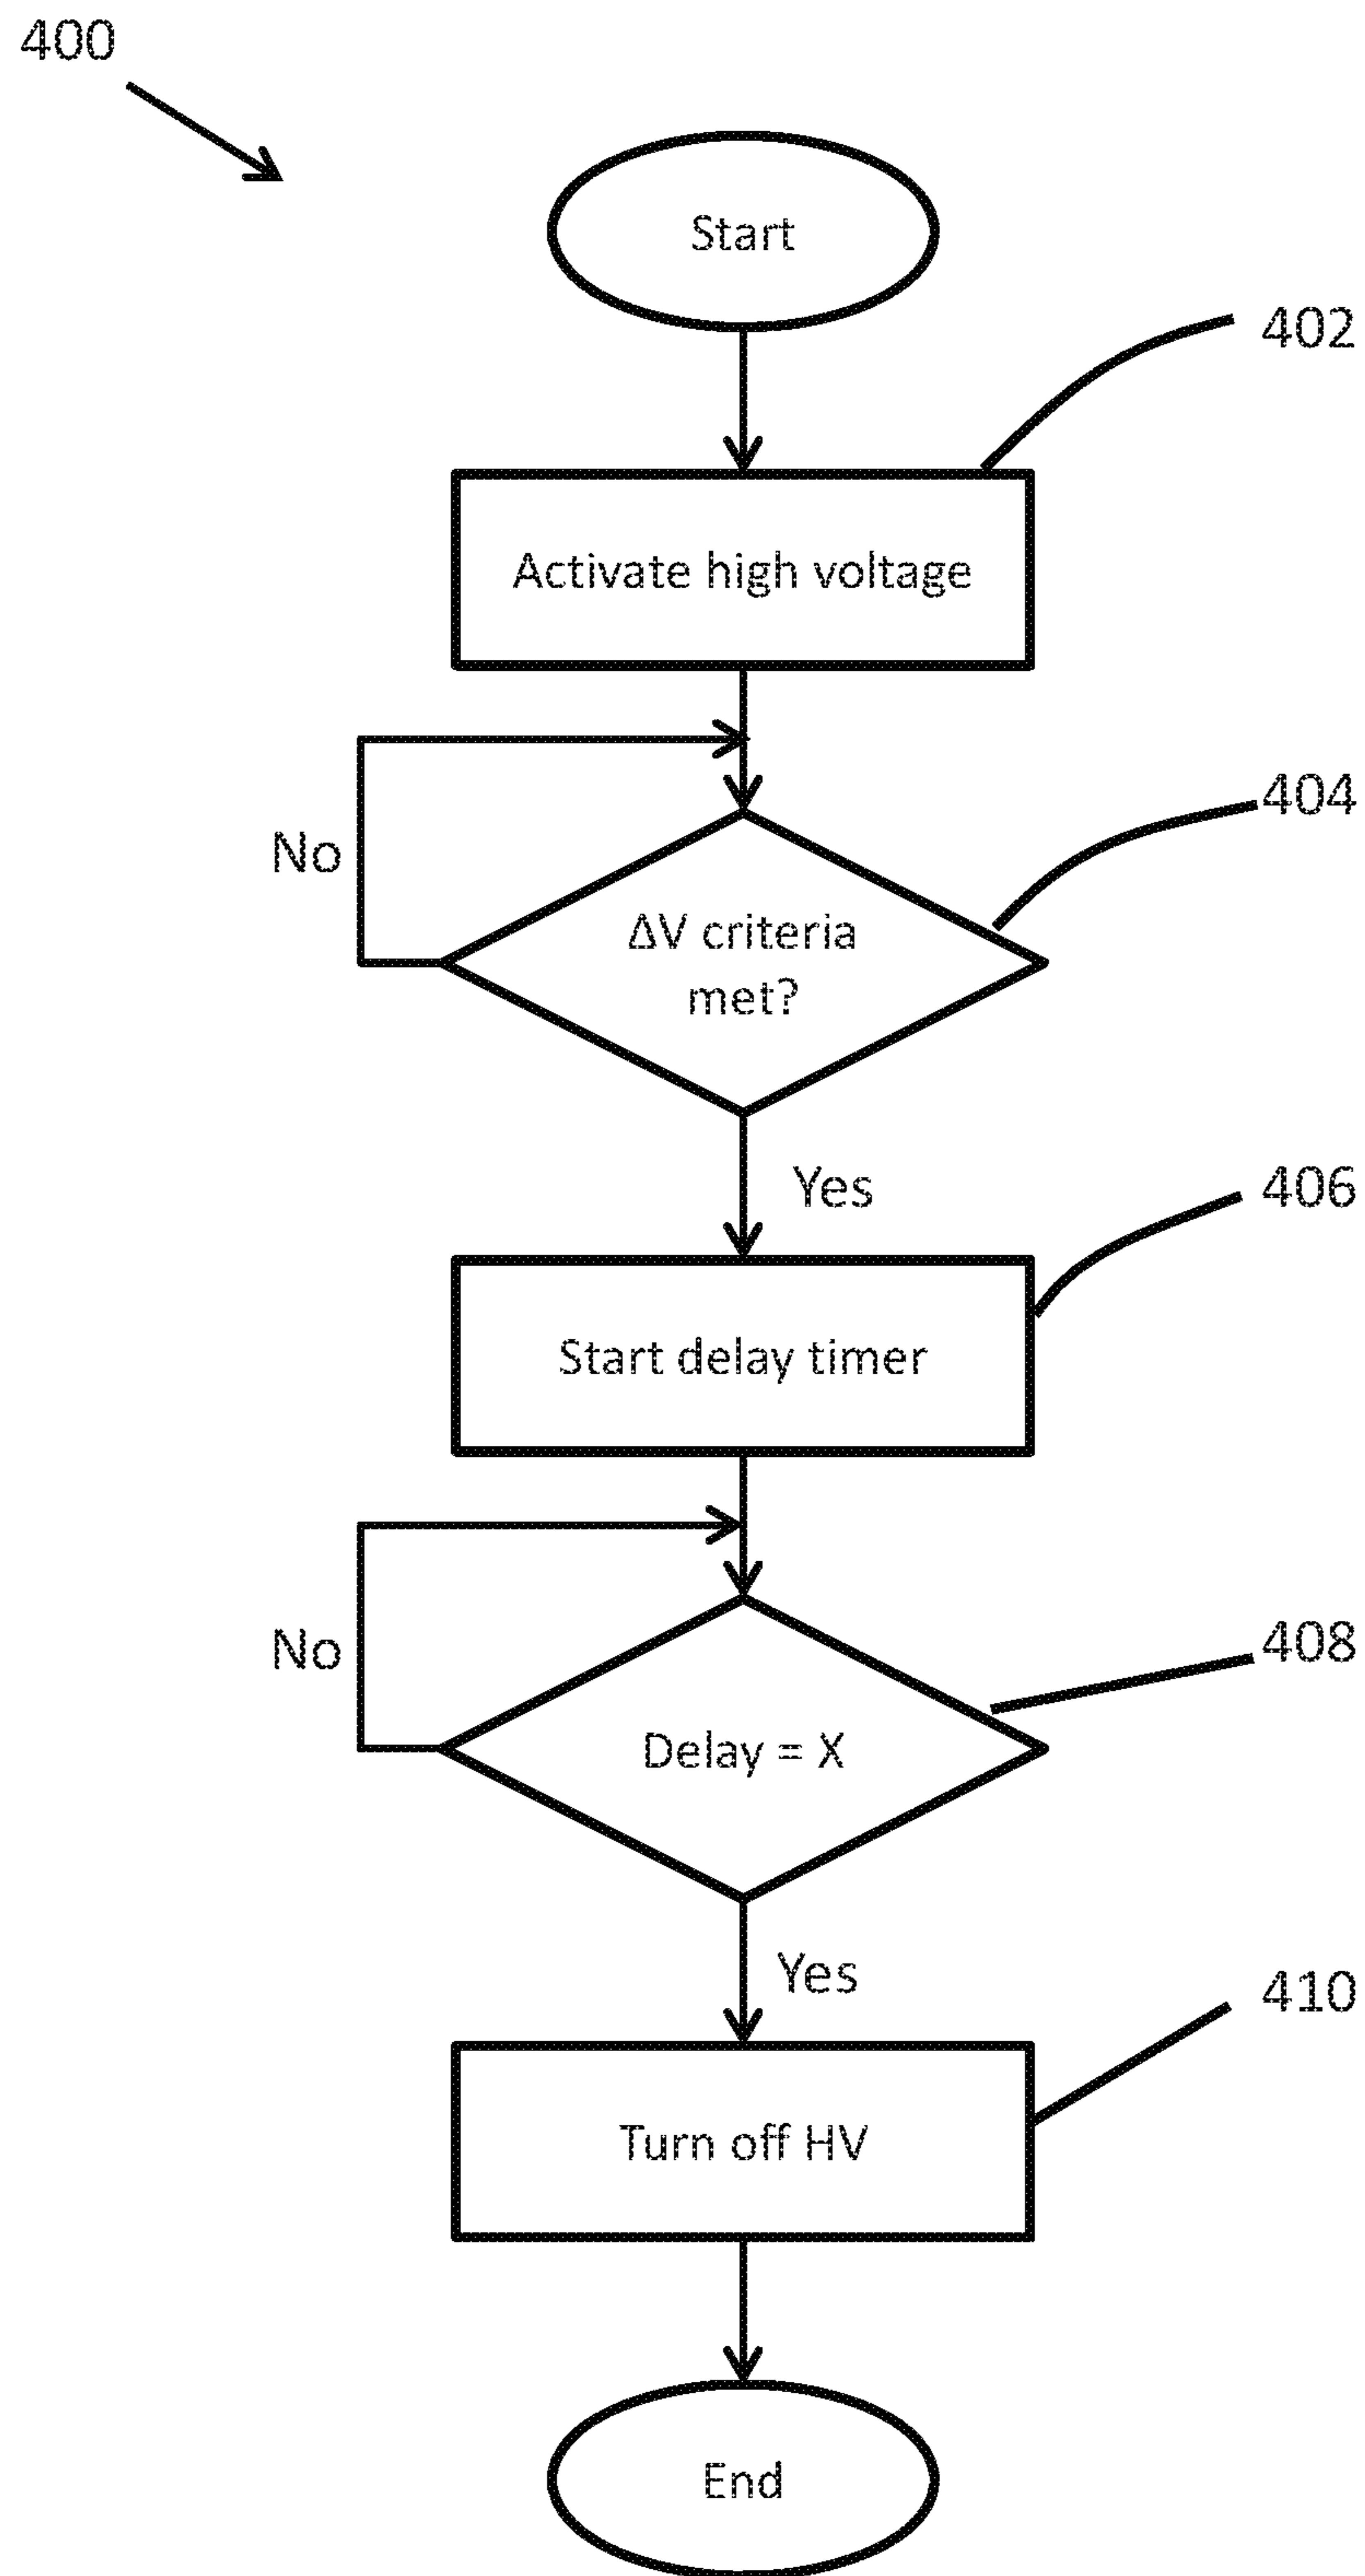 400
Start
402
Activate high voltage
404
No
ΔV criteria
met?
Yes
406
Start delay timer
408
No
Delay = X
Yes
410
Turn off HV
End